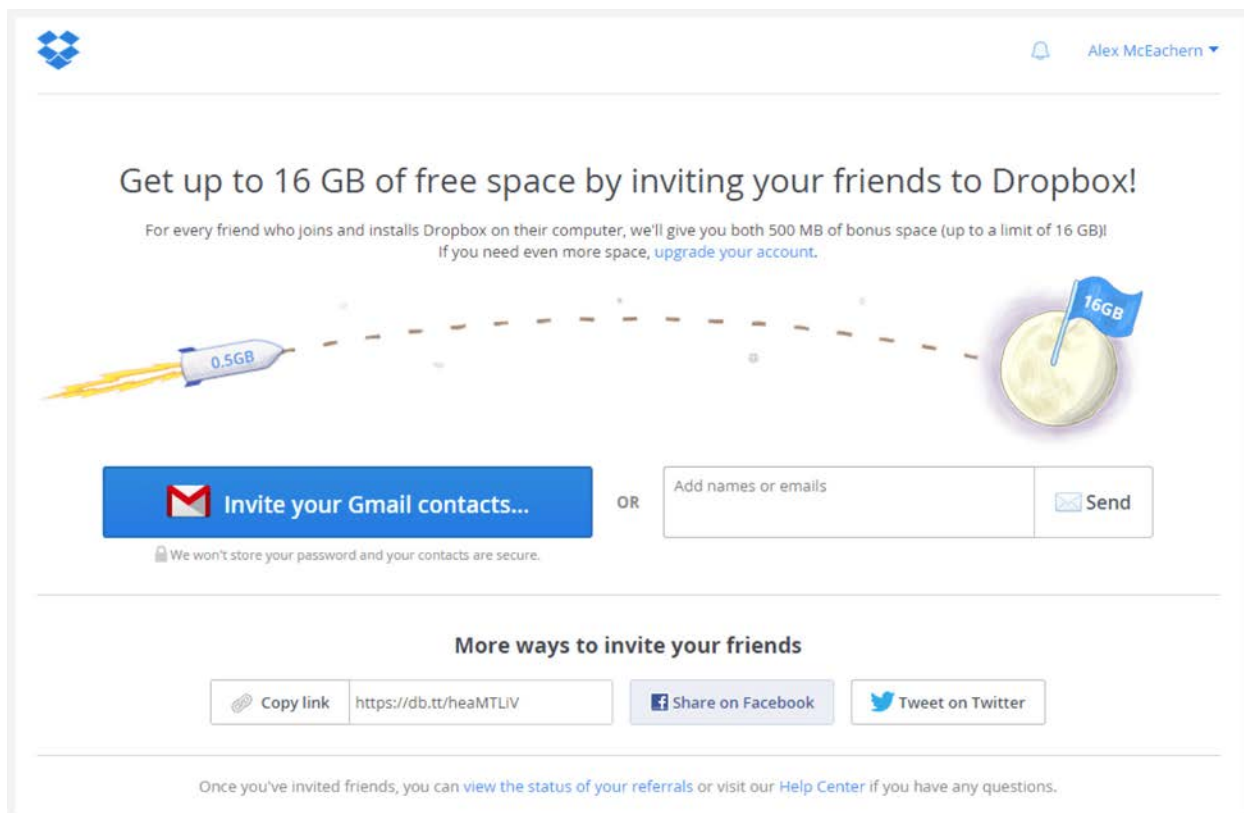 Alex McEachern
Get up to 16 GB of free space by inviting your friends to Dropbox!
For every friend who joins and installs Dropbox on their computer, we'll give you both 500 MB of bonus space (up to a limit of 16 GB)!
If you need even more space, upgrade your account.
0.5GB
16GB
Invite your Gmail contacts...
OR
Add names or emails
Send
We won't store your password and your contacts are secure.
More ways to invite your friends
Copy link
https://db.tt/heaMTLiV
Share on Facebook
Tweet on Twitter
Once you've invited friends, you can view the status of your referrals or visit our Help Center if you have any questions.